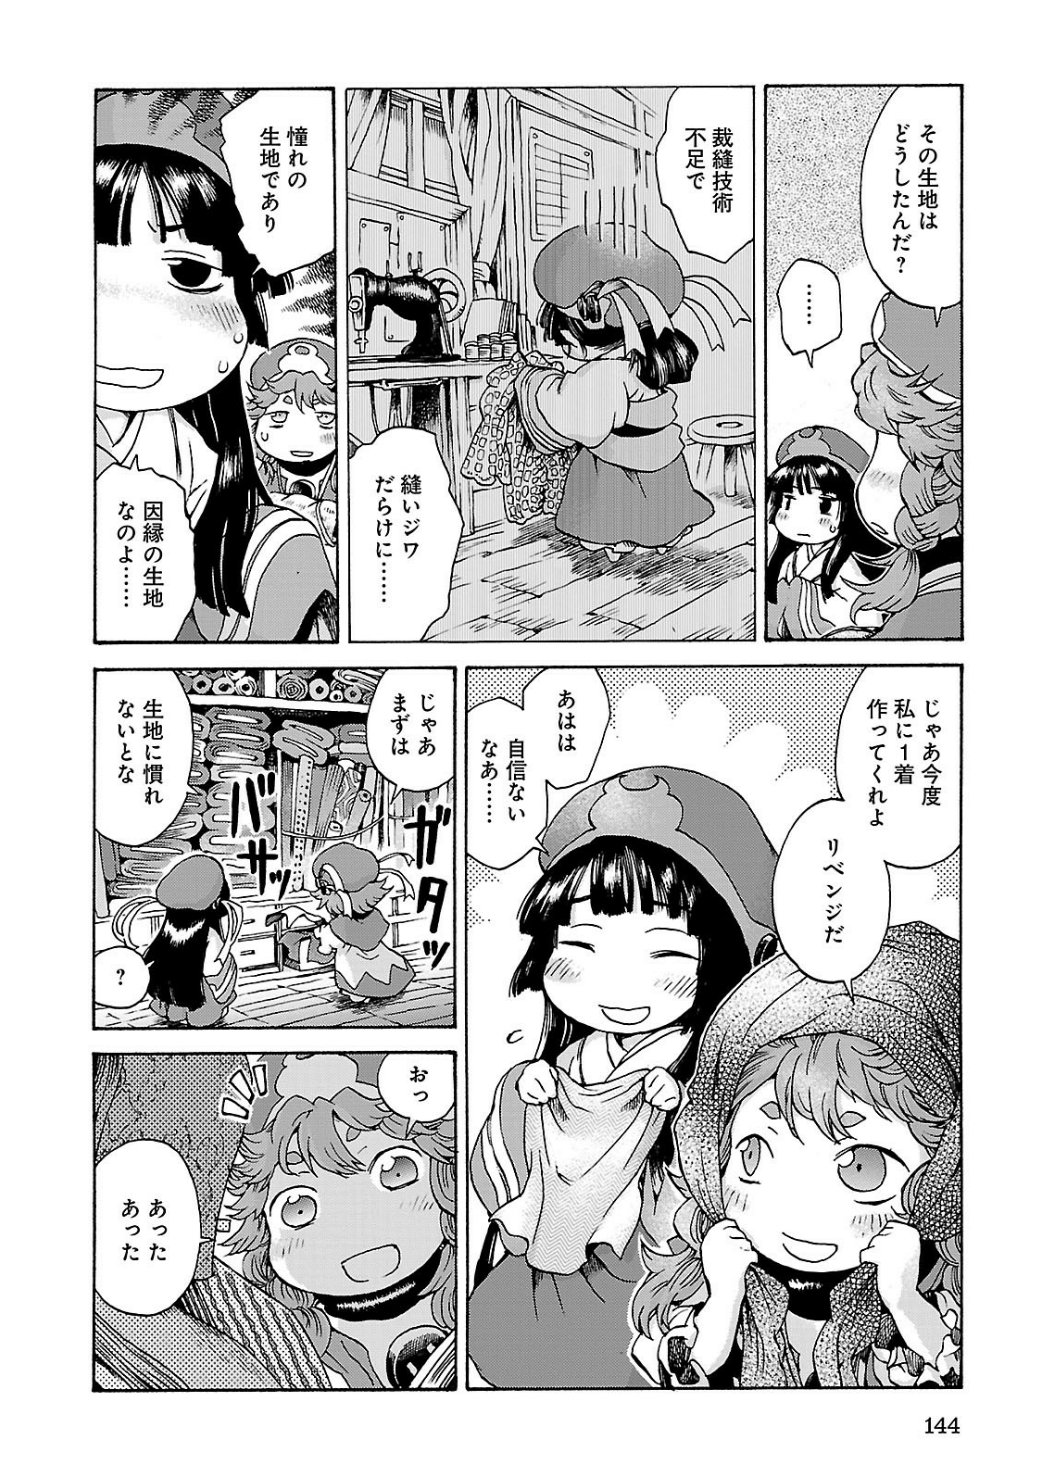 その生地は
どうしたんだ?
……
裁縫技術
不足で
縫いジワ
だらけに……
憧れの
生地であり
因縁の生地
なのよ……
じゃあ今度
私に1着
作ってくれよ
リベンジだ
あはは
自信ない
なあ……
じゃあ
まずは
ガタッ
バサッ
生地に慣れ
ないとな
?
おっ
あった
あった
144